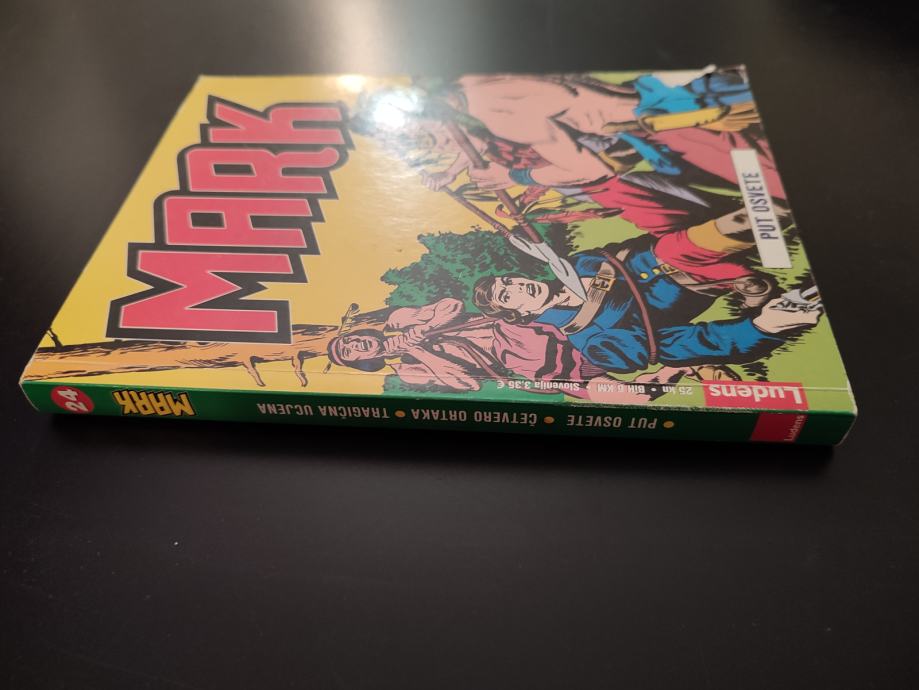 MARK
PUT OSVETE
Ludens
25 kn • BIH 6 KM • Slovenija 3,35 €
24
MARK
• PUT OSVETE • ČETVERO ORTAKA • TRAGIČNA UCJENA
Ludens